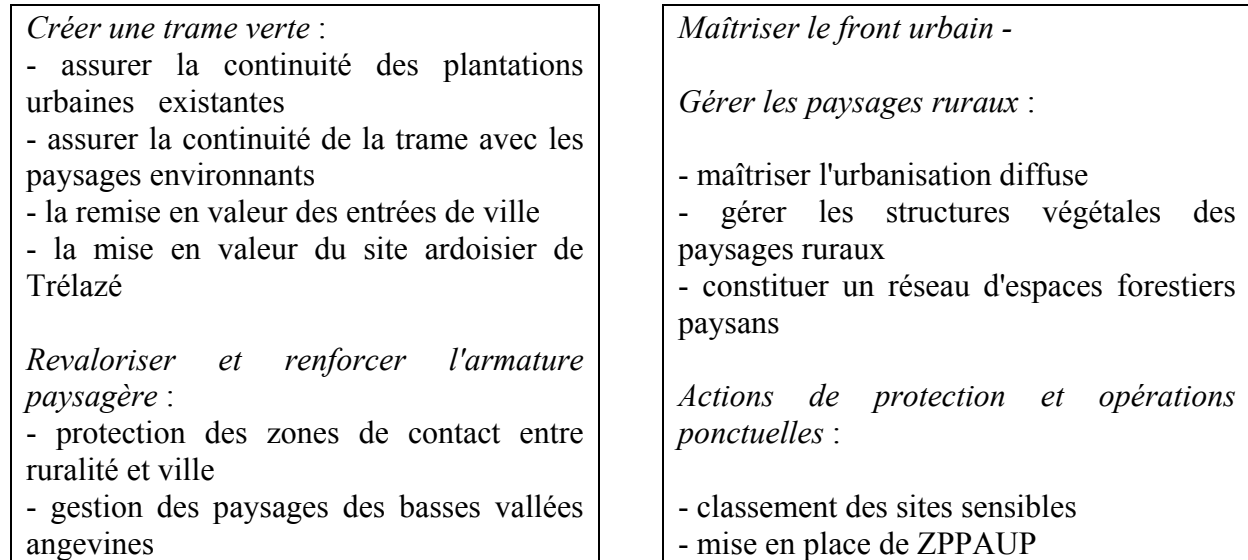 Créer une trame verte :
- assurer la continuité des plantations
urbaines existantes
- assurer la continuité de la trame avec les
paysages environnants
- la remise en valeur des entrées de ville
- la mise en valeur du site ardoisier de
Trélazé
Revaloriser et renforcer l'armature
paysagère :
- protection des zones de contact entre
ruralité et ville
- gestion des paysages des basses vallées
angevines
Maîtriser le front urbain -
Gérer les paysages ruraux :
- maîtriser l'urbanisation diffuse
- gérer les structures végétales des
paysages ruraux
- constituer un réseau d'espaces forestiers
paysans
Actions de protection et opérations
ponctuelles :
- classement des sites sensibles
- mise en place de ZPPAUP